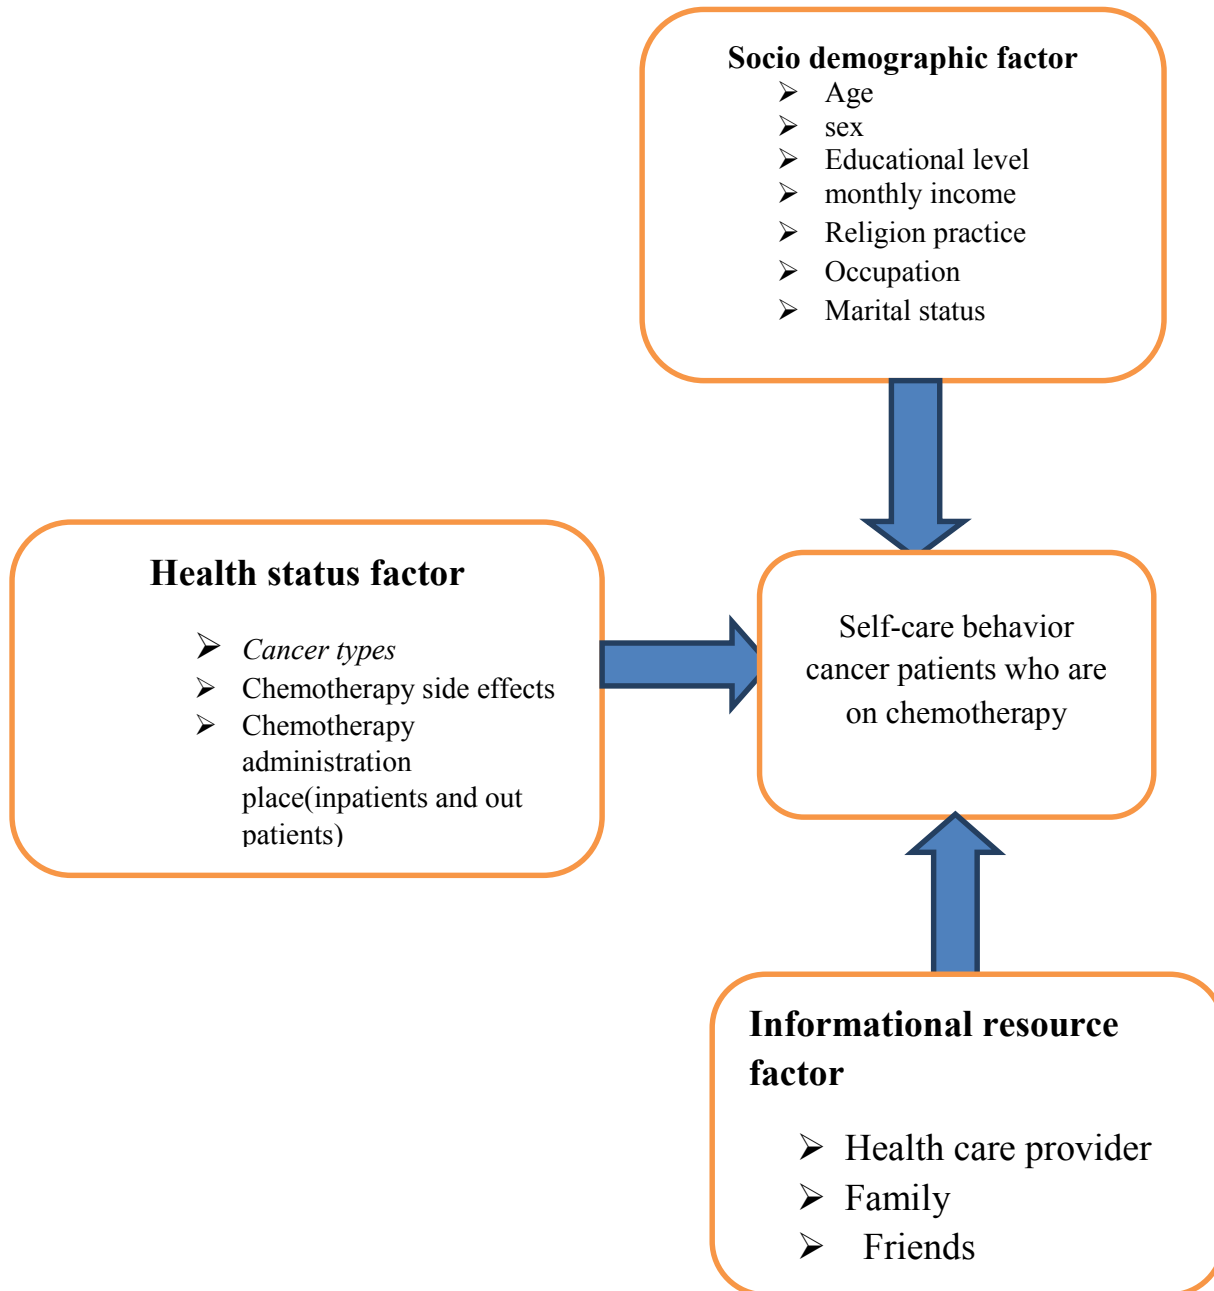 Socio demographic factor
➢ Age
➢ sex
➢ Educational level
➢ monthly income
➢ Religion practice
➢ Occupation
➢ Marital status
Health status factor
➢ Cancer types
➢ Chemotherapy side effects
➢ Chemotherapy
administration
place(inpatients and out
patients)
Self-care behavior
cancer patients who are
on chemotherapy
Informational resource
factor
➢ Health care provider
➢ Family
➢ Friends